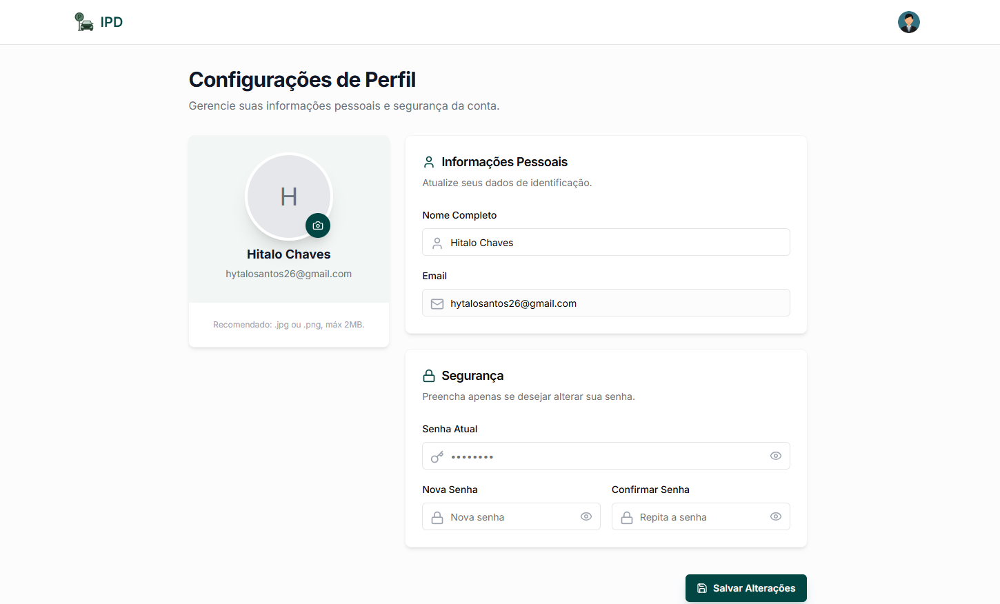 IPD
Configurações de Perfil
Gerencie suas informações pessoais e segurança da conta.
H
Hitalo Chaves
hytalosantos26@gmail.com
Recomendado: .jpg ou .png, máx 2MB.
Informações Pessoais
Atualize seus dados de identificação.
Nome Completo
Hitalo Chaves
Email
hytalosantos26@gmail.com
Segurança
Preencha apenas se desejar alterar sua senha.
Senha Atual
••••••••
Nova Senha
Nova senha
Confirmar Senha
Repita a senha
Salvar Alterações